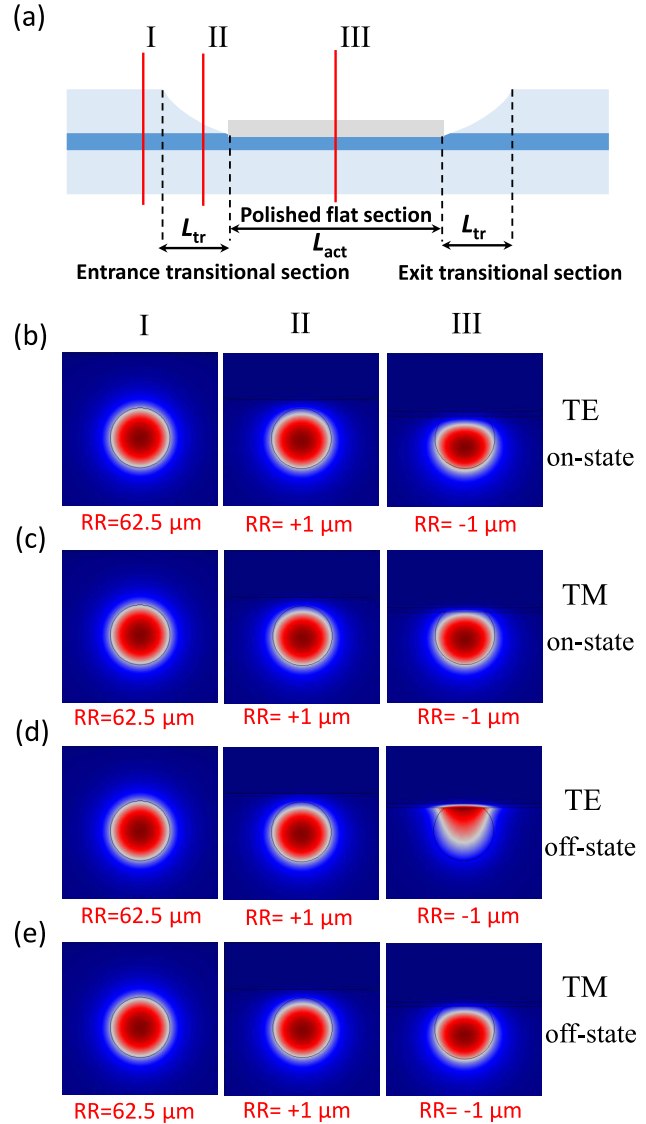 (a)
I II III
Polished flat section
Ltr Lact Ltr
Entrance transitional section Exit transitional section
I II III
(b)
TE
on-state
RR=62.5 μm RR= +1 μm RR= -1 μm
(c)
TM
on-state
RR=62.5 μm RR= +1 μm RR= -1 μm
(d)
TE
off-state
RR=62.5 μm RR= +1 μm RR= -1 μm
(e)
TM
off-state
RR=62.5 μm RR= +1 μm RR= -1 μm